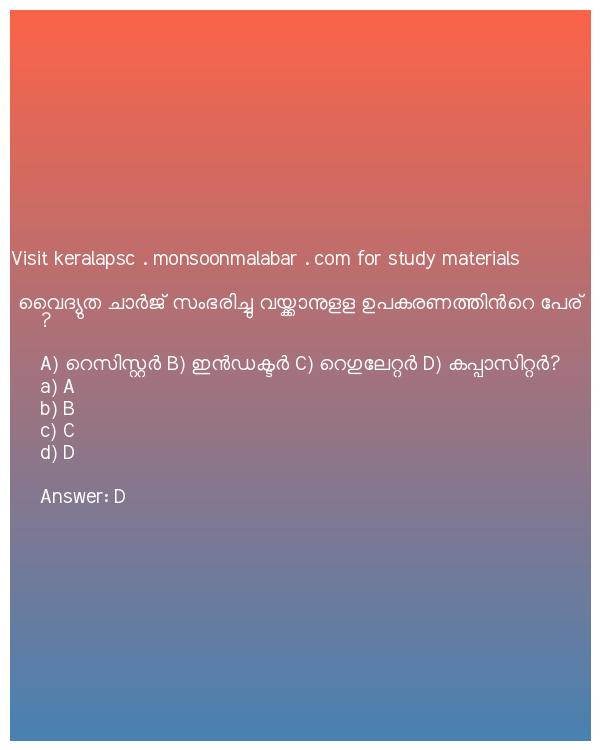 Visit keralapsc . monsoonmalabar . com for study materials
വൈദ്യുത ചാർജ് സംഭരിച്ചു വയ്ക്കാനുളള ഉപകരണത്തിൻറെ പേര്
?
A) റെസിസ്റ്റർ B) ഇൻഡക്ടർ C) റെഗുലേറ്റർ D) കപ്പാസിറ്റർ?
a) A
b) B
c) C
d) D
Answer: D